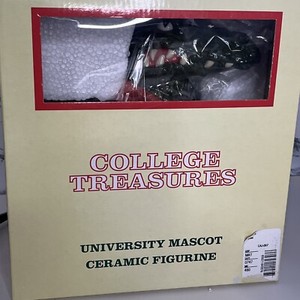 COLLEGE
TREASURES
UNIVERSITY MASCOT
CERAMIC FIGURINE